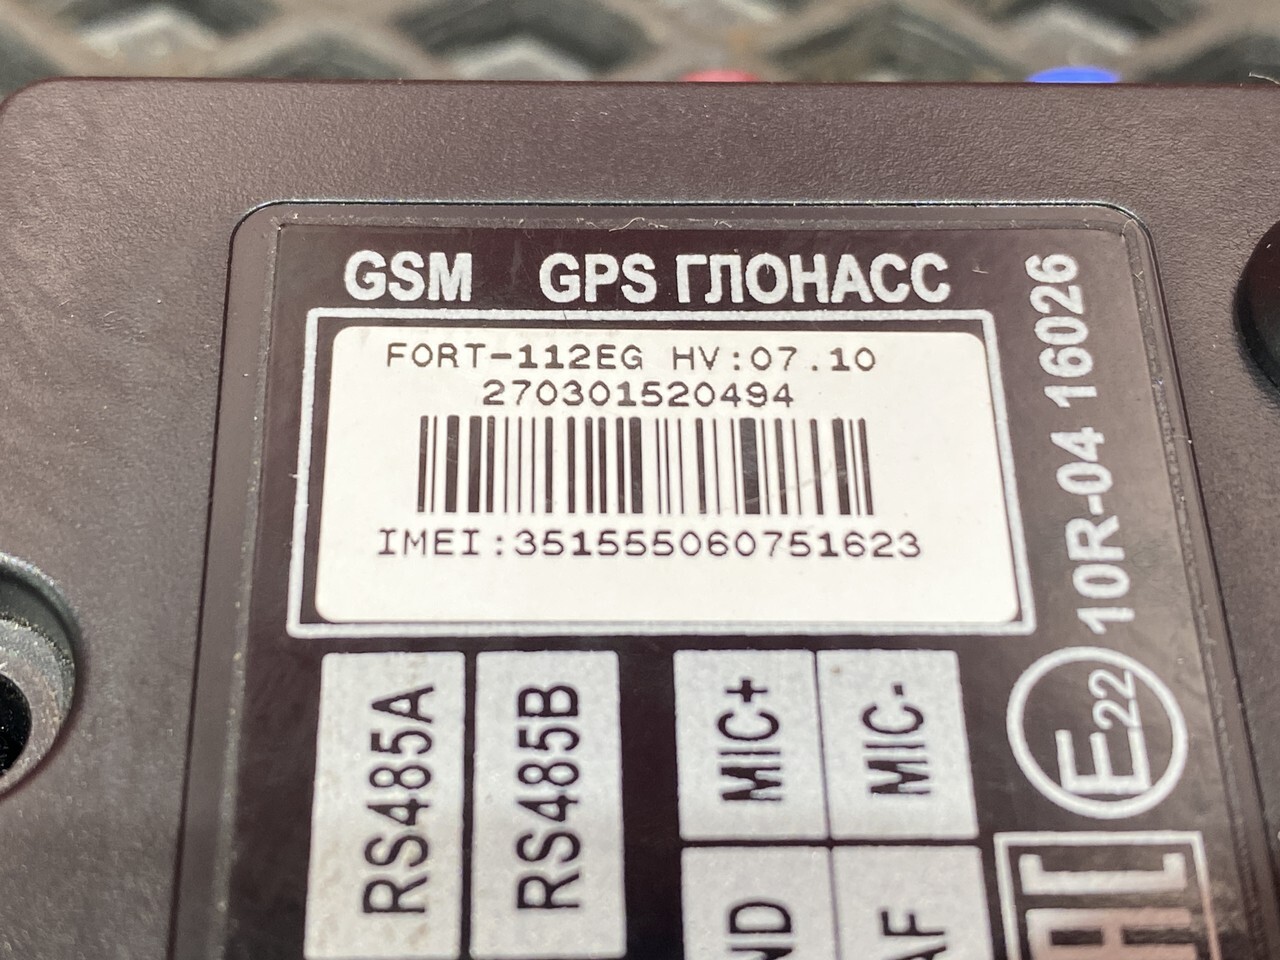 GSM GPS ГЛОНАСС
FORT-112EG HV:07.10
270301520494
IMEI:351555060751623
10R-04 16026
E22
RS485A
RS485B
MIC+
MIC-